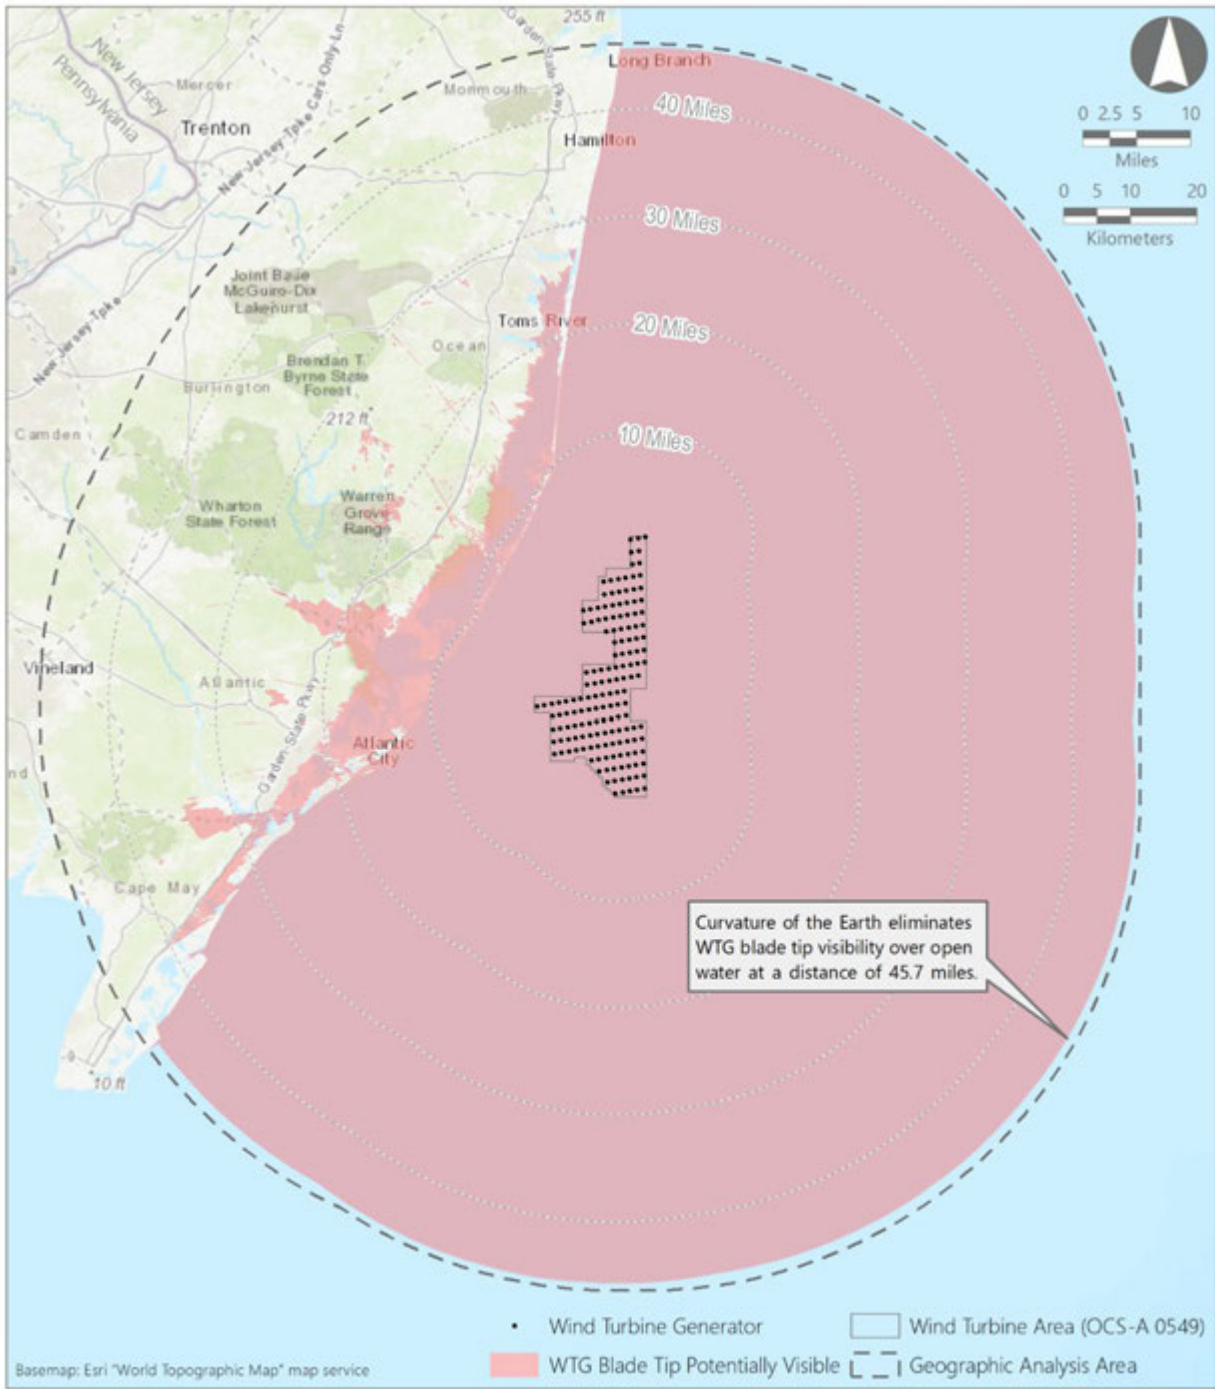 255 ft
Garden State Pkwy
Long Branch
New Jersey
Pennsylvania
Mercer
New Jersey-Tpke Cars Only-Ln
Monmouth
40 Miles
0 2.5 5 10
Miles
Trenton
Hamilton
0 5 10 20
Kilometers
30 Miles
Joint Base
McGuire-Dix
Lakehurst
New Jersey-Tpke
Toms River
20 Miles
Ocean
Brendan T.
Byrne State
Forest
Burlington
212 ft
Camden
10 Miles
Wharton
State Forest
Warren
Grove
Range
Vineland
Atlantic
Garden State Pkwy
Atlantic
City
nd
Cape May
Curvature of the Earth eliminates
WTG blade tip visibility over open
water at a distance of 45.7 miles.
-9
10 ft
Wind Turbine Generator
Wind Turbine Area (OCS-A 0549)
WTG Blade Tip Potentially Visible
Geographic Analysis Area
Basemap: Esri "World Topographic Map" map service